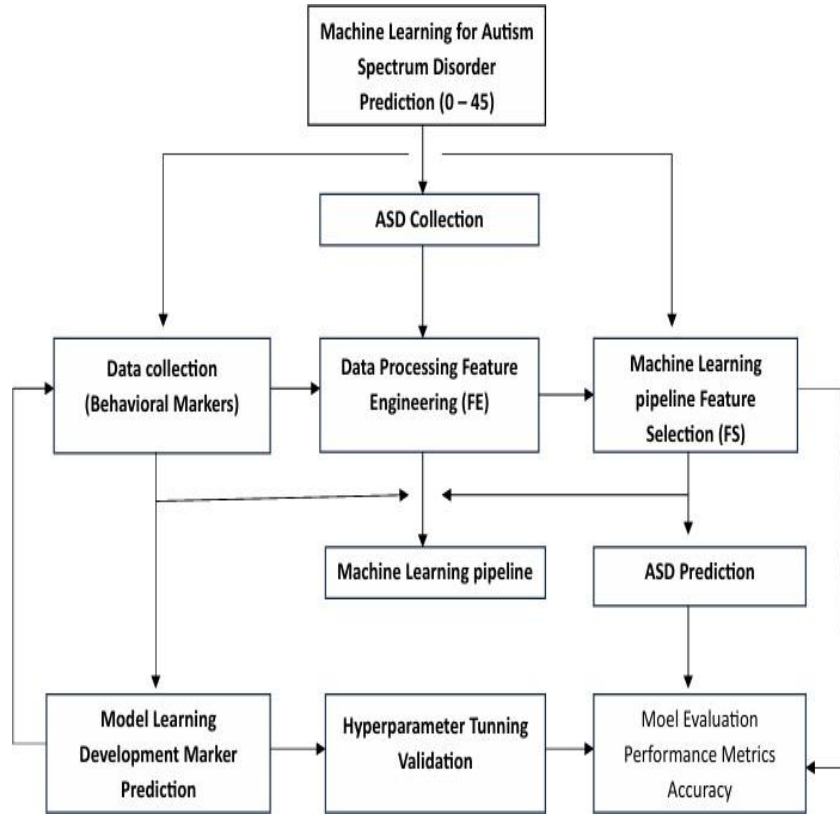 Machine Learning for Autism
Spectrum Disorder
Prediction (0 – 45)
ASD Collection
Data collection
(Behavioral Markers)
Data Processing Feature
Engineering (FE)
Machine Learning
pipeline Feature
Selection (FS)
Machine Learning pipeline
ASD Prediction
Model Learning
Development Marker
Prediction
Hyperparameter Tunning
Validation
Moel Evaluation
Performance Metrics
Accuracy